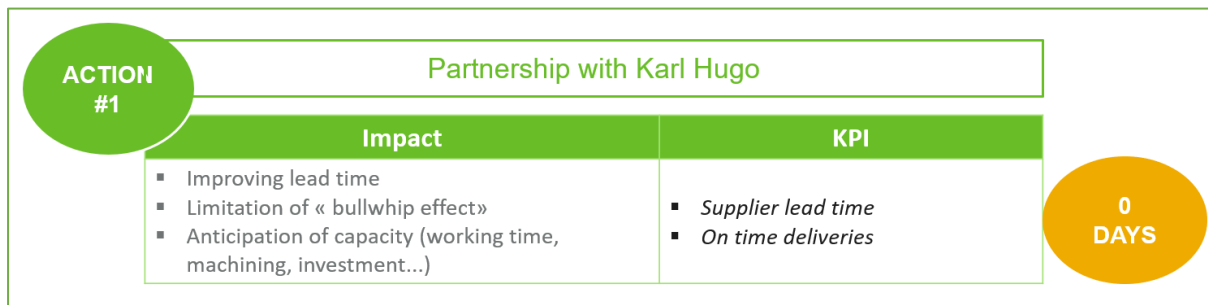 ACTION
#1
Partnership with Karl Hugo
Impact
KPI
▪ Improving lead time
▪ Limitation of « bullwhip effect»
▪ Anticipation of capacity (working time,
machining, investment...)
▪ Supplier lead time
▪ On time deliveries
0
DAYS